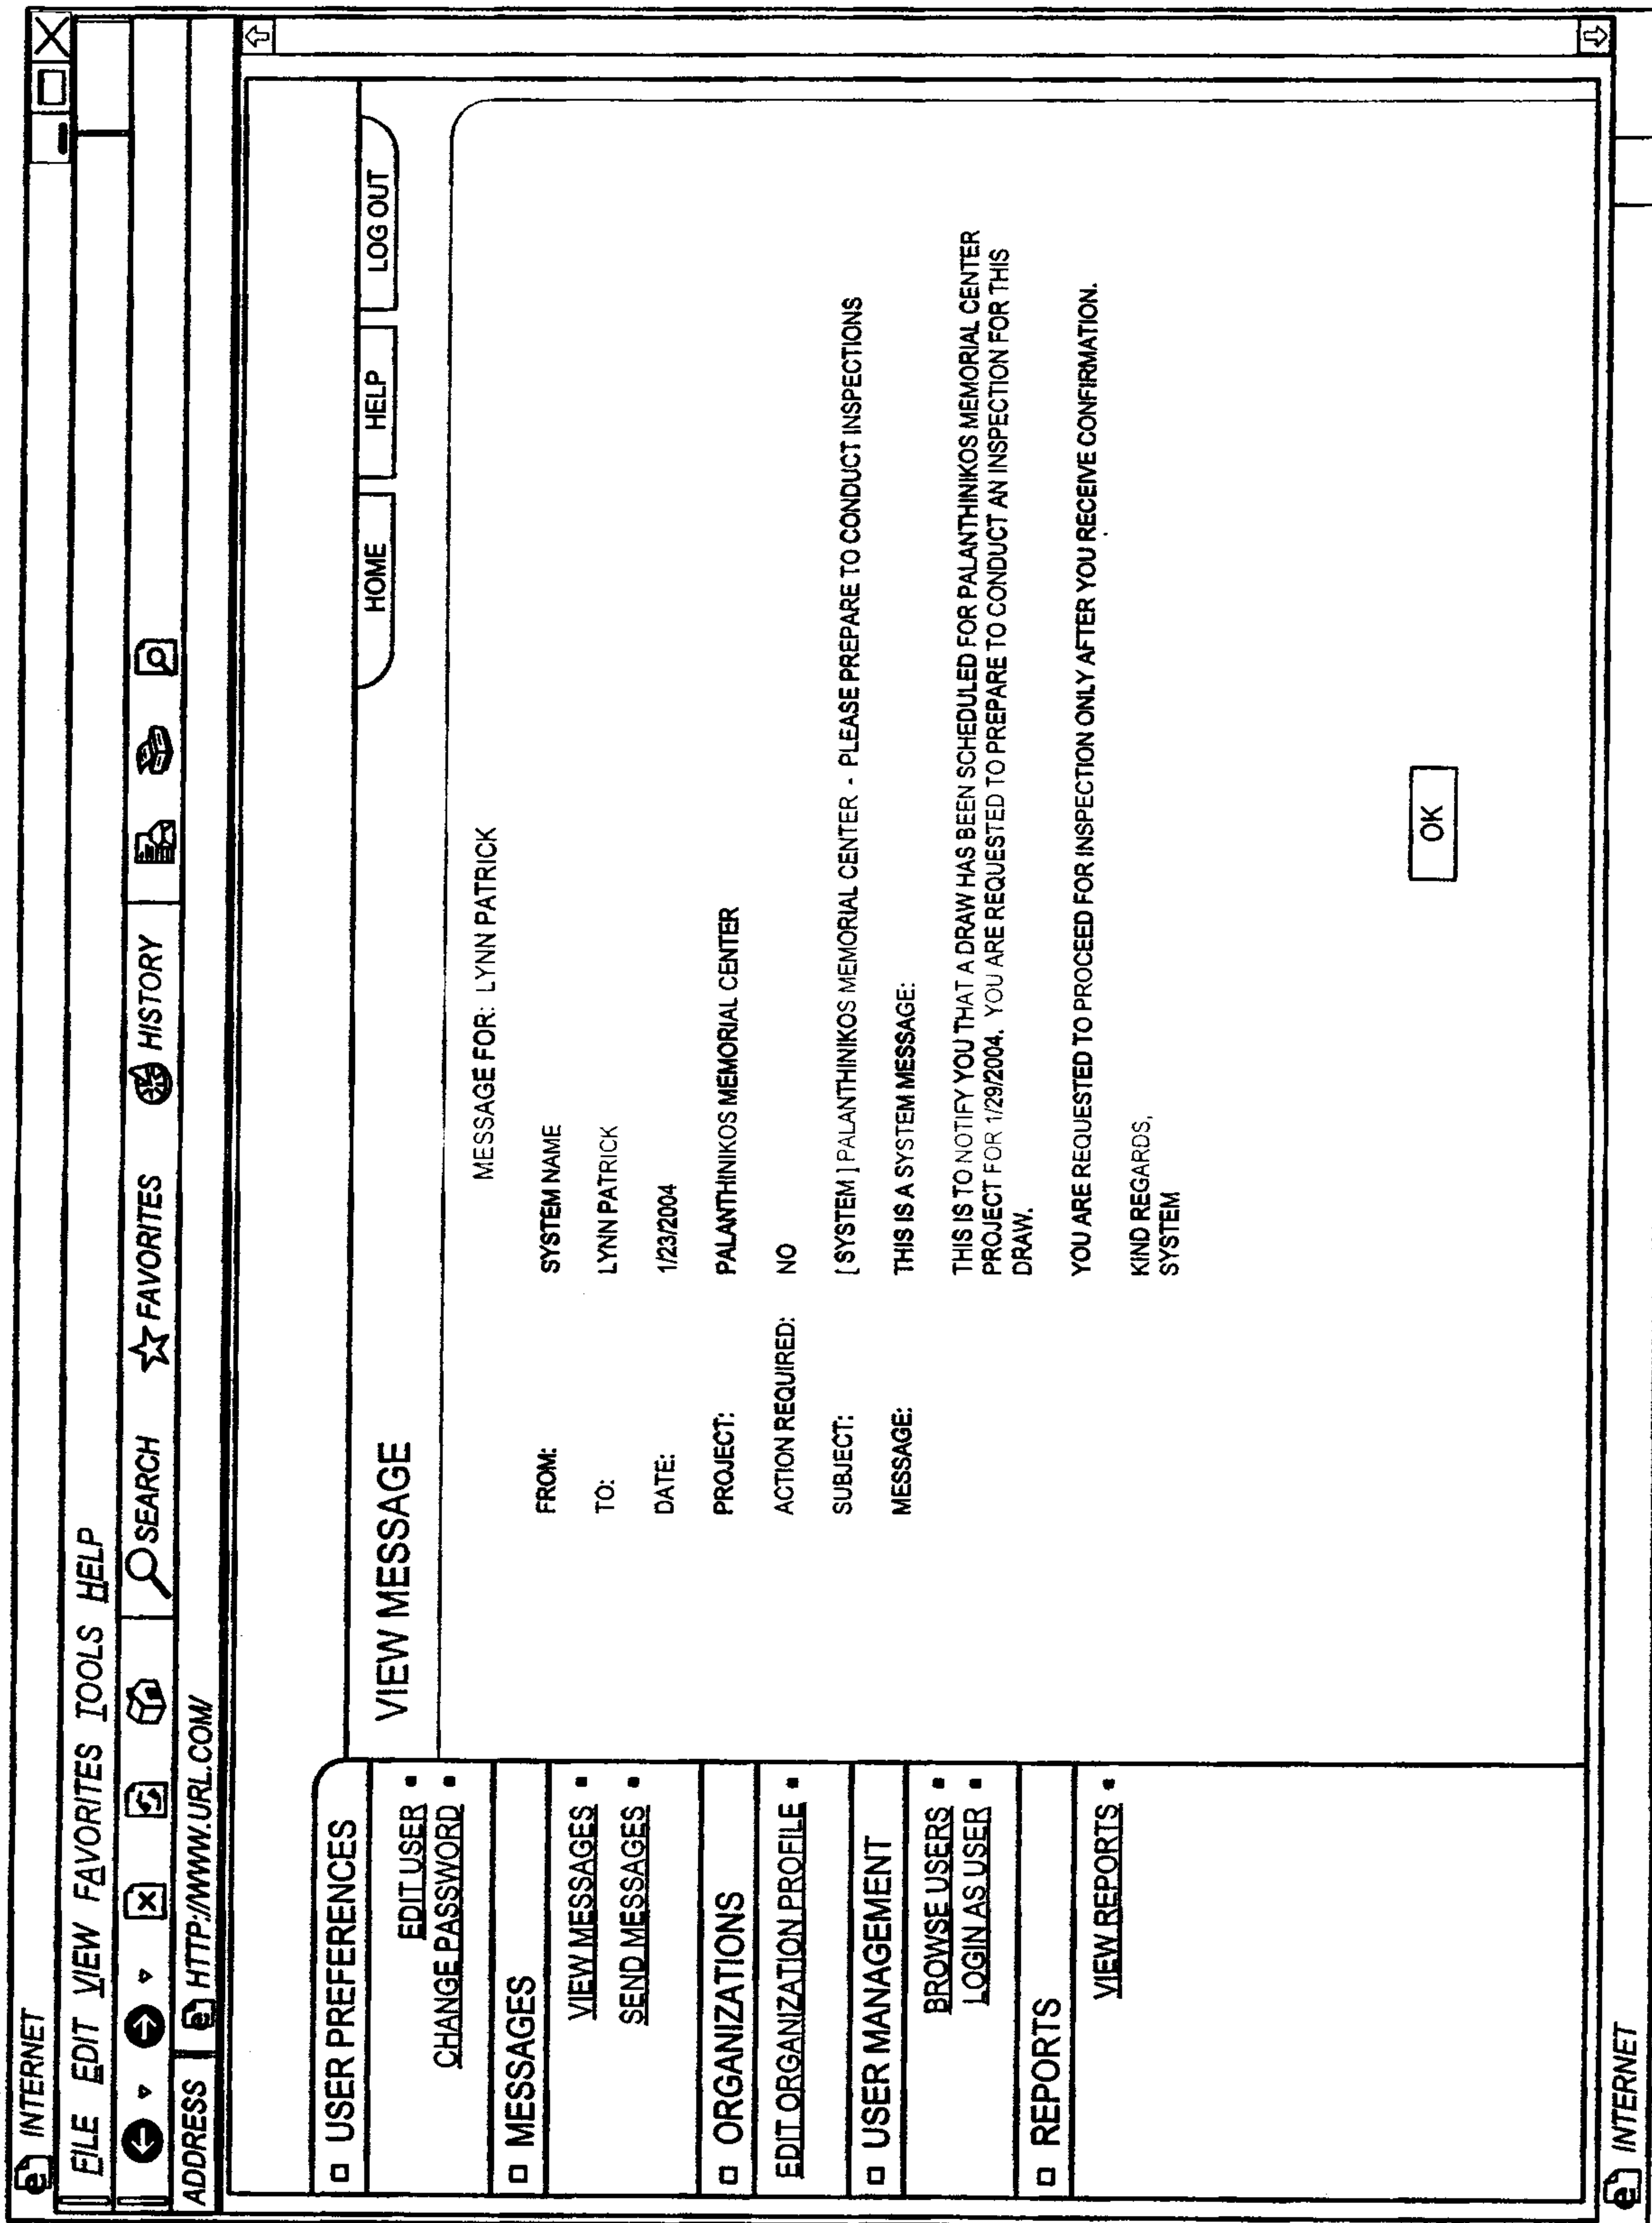 INTERNET
FILE EDIT VIEW FAVORITES TOOLS HELP
SEARCH FAVORITES HISTORY
ADDRESS HTTP://WWW.URL.COM/
HOME HELP LOG OUT
USER PREFERENCES
EDIT USER
CHANGE PASSWORD
MESSAGES
VIEW MESSAGES
SEND MESSAGES
ORGANIZATIONS
EDIT ORGANIZATION PROFILE
USER MANAGEMENT
BROWSE USERS
LOGIN AS USER
REPORTS
VIEW REPORTS
VIEW MESSAGE
MESSAGE FOR: LYNN PATRICK
FROM: SYSTEM NAME
TO: LYNN PATRICK
DATE: 1/23/2004
PROJECT: PALANTHINIKOS MEMORIAL CENTER
ACTION REQUIRED: NO
SUBJECT: [ SYSTEM ] PALANTHINIKOS MEMORIAL CENTER - PLEASE PREPARE TO CONDUCT INSPECTIONS
MESSAGE: THIS IS A SYSTEM MESSAGE:
THIS IS TO NOTIFY YOU THAT A DRAW HAS BEEN SCHEDULED FOR PALANTHINIKOS MEMORIAL CENTER
PROJECT FOR 1/29/2004. YOU ARE REQUESTED TO PREPARE TO CONDUCT AN INSPECTION FOR THIS
DRAW.
YOU ARE REQUESTED TO PROCEED FOR INSPECTION ONLY AFTER YOU RECEIVE CONFIRMATION.
KIND REGARDS,
SYSTEM
OK
INTERNET